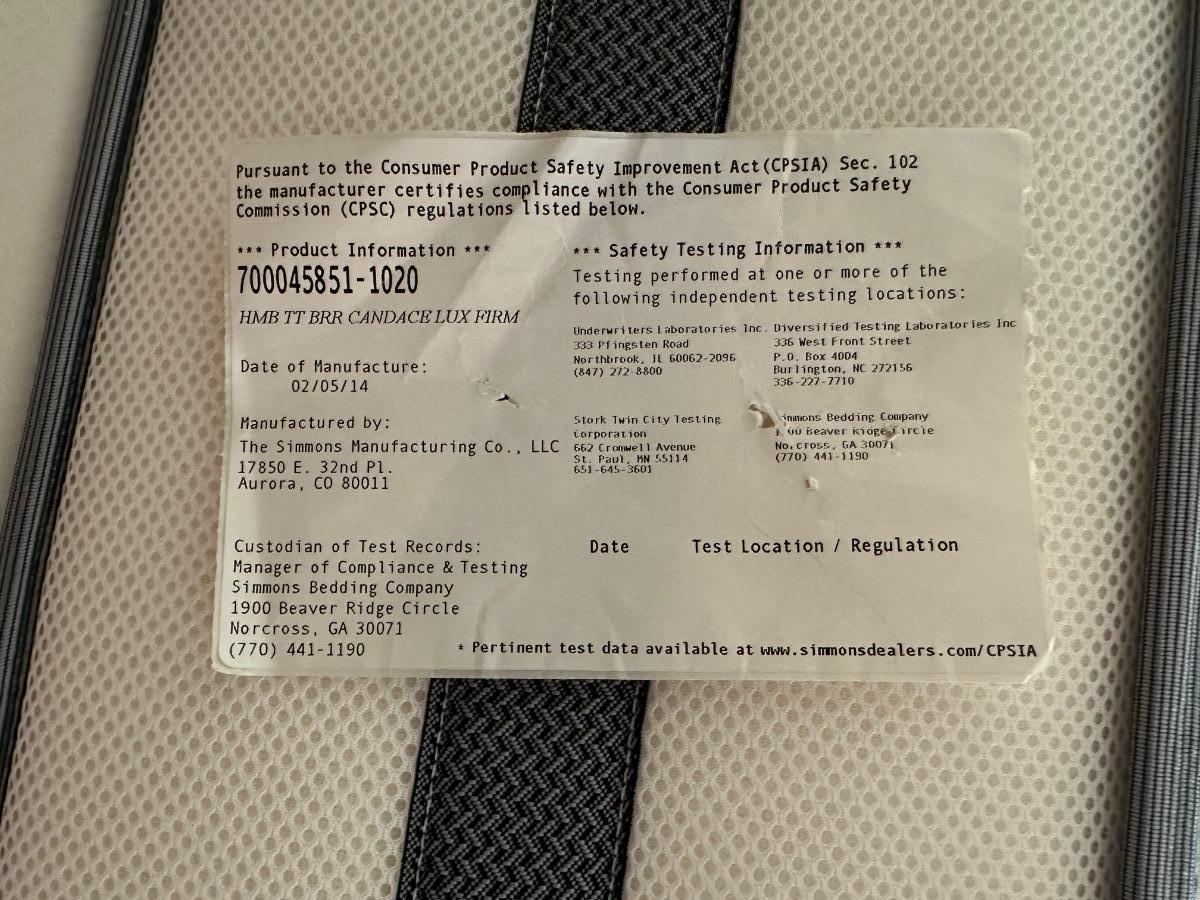 Pursuant to the Consumer Product Safety Improvement Act(CPSIA) Sec. 102
the manufacturer certifies compliance with the Consumer Product Safety
Commission (CPSC) regulations listed below.
*** Product Information ***
700045851-1020
HMB TT BRR CANDACE LUX FIRM
Date of Manufacture:
02/05/14
Manufactured by:
The Simmons Manufacturing Co., LLC
17850 E. 32nd Pl.
Aurora, CO 80011
*** Safety Testing Information ***
Testing performed at one or more of the
following independent testing locations:
Underwriters Laboratories Inc.
333 Pfingsten Road
Northbrook, IL 60062-2096
(847) 272-8800
Diversified Testing Laboratories Inc
336 West Front Street
P.O. Box 4004
Burlington, NC 272156
336-227-7710
Stork Twin City Testing
Corporation
662 Cromwell Avenue
St. Paul, MN 55114
651-645-3601
Bedding Company
Beaver Ridge Circle
GA 30071
(770) 441-1190
Custodian of Test Records:
Manager of Compliance & Testing
Simmons Bedding Company
1900 Beaver Ridge Circle
Norcross, GA 30071
(770) 441-1190
Date Test Location / Regulation
* Pertinent test data available at www.simmonsdealers.com/CPSIA